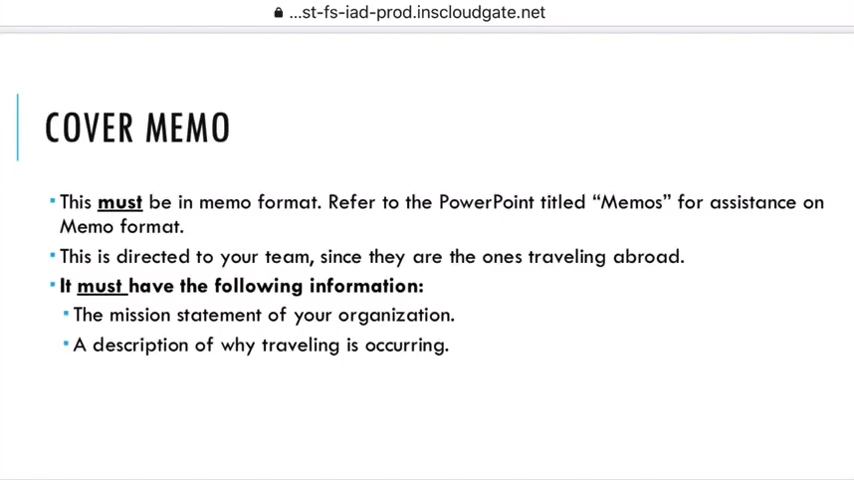 ...st-fs-iad-prod.inscloudgate.net
COVER MEMO
▪ This must be in memo format. Refer to the PowerPoint titled “Memos” for assistance on
Memo format.
▪ This is directed to your team, since they are the ones traveling abroad.
▪ It must have the following information:
▪ The mission statement of your organization.
▪ A description of why traveling is occurring.